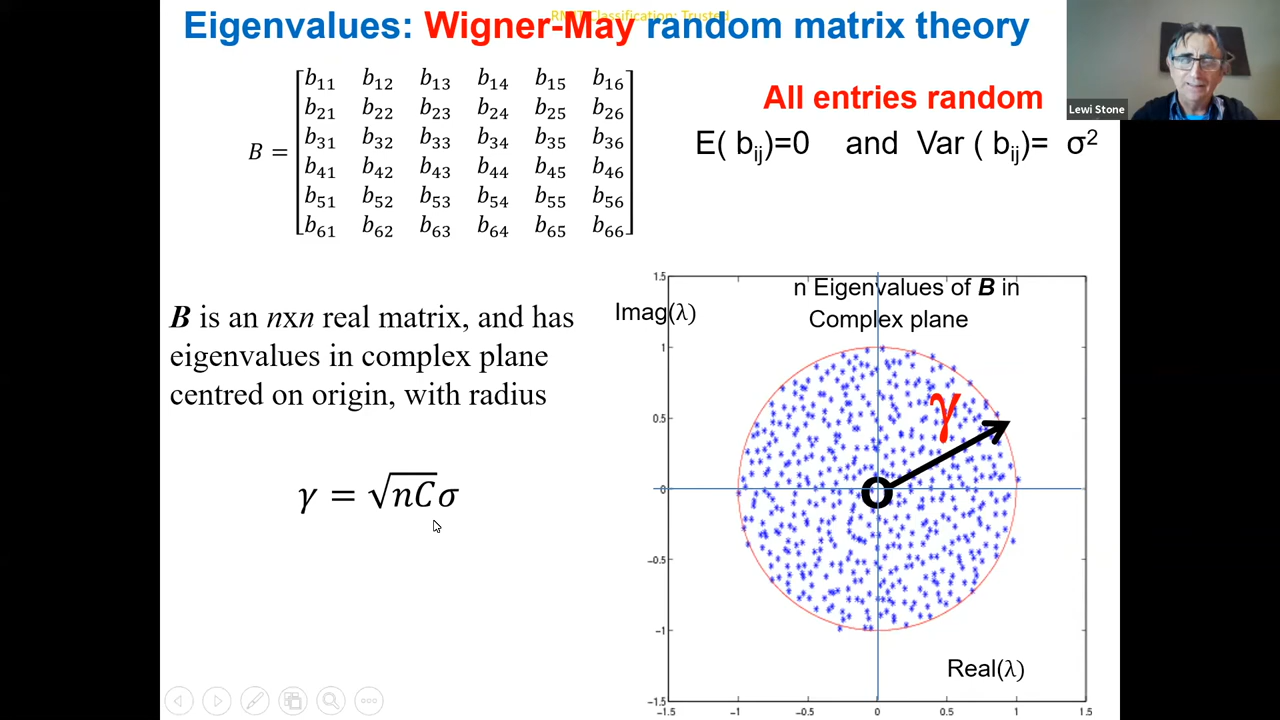 RMIT Classification: Trusted
Eigenvalues: Wigner-May random matrix theory
Lewi Stone
B = [b11 b12 b13 b14 b15 b16
b21 b22 b23 b24 b25 b26
b31 b32 b33 b34 b35 b36
b41 b42 b43 b44 b45 b46
b51 b52 b53 b54 b55 b56
b61 b62 b63 b64 b65 b66]
All entries random
E( bij)=0 and Var ( bij)= σ²
B is an nxn real matrix, and has
eigenvalues in complex plane
centred on origin, with radius
γ = √nCσ
n Eigenvalues of B in
Complex plane
Imag(λ)
γ
O
Real(λ)
1.5
1
0.5
0
−0.5
−1
−1.5
−1.5 −1 −0.5 0 0.5 1 1.5